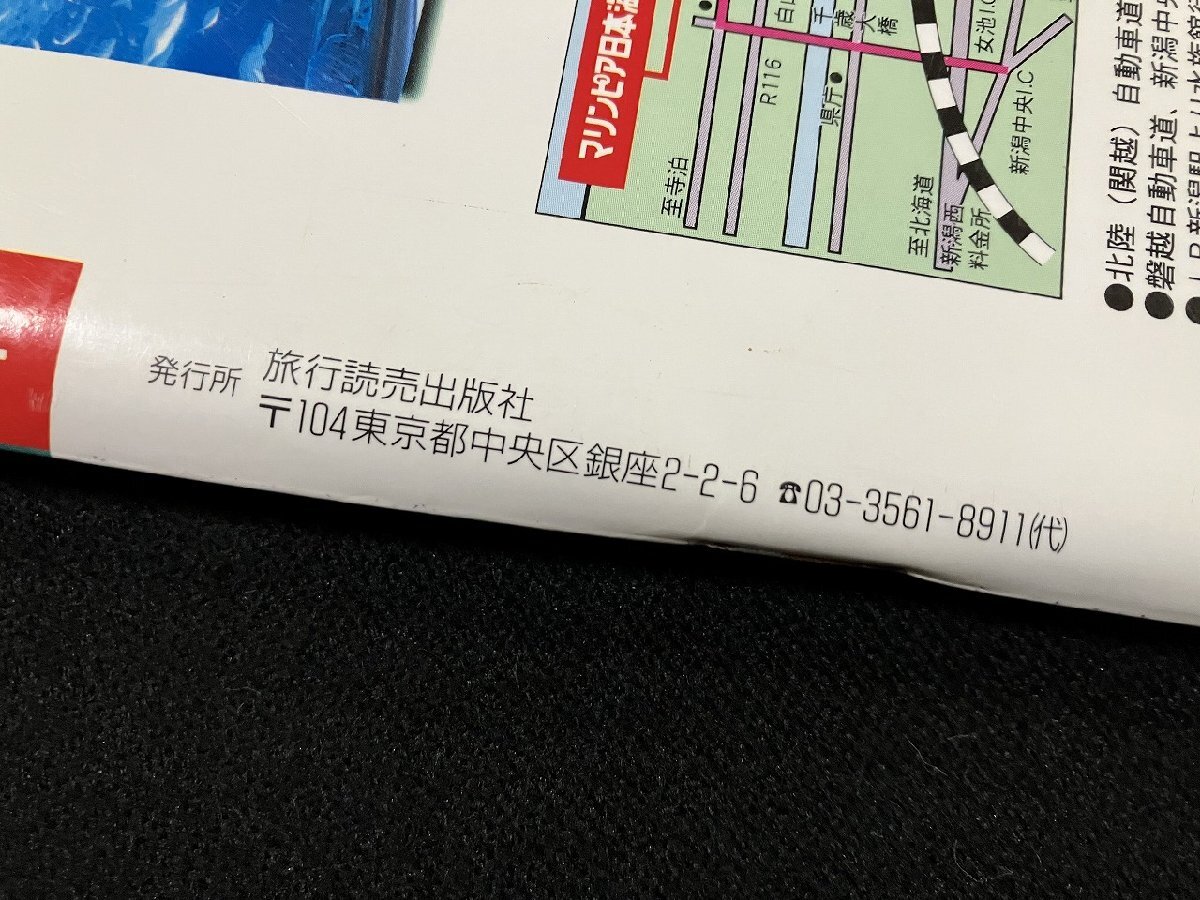 マリンピア日本海
至寺泊
R116
白山
千歳大橋
県庁
女池I.C
新潟中央I.C
至北海道
新潟西料金所
●北陸（関越）自動車道
●磐越自動車道、新潟中央
発行所 旅行読売出版社
〒104東京都中央区銀座2-2-6 ☎03-3561-8911(代)